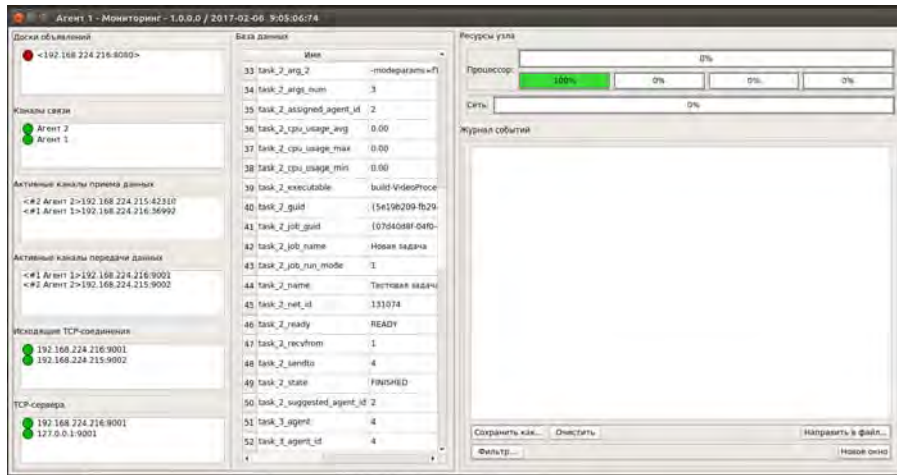 Агент 1 - Мониторинг - 1.0.0.0 / 2017-02-06 9:05:06:74
Доски объявлений
<192.168.224.216:8080>
Каналы связи
Агент 2
Агент 1
Активные каналы приема данных
<#2 Агент 2>192.168.224.215:42310
<#1 Агент 1>192.168.224.216:36992
Активные каналы передачи данных
<#1 Агент 1>192.168.224.216:9001
<#2 Агент 2>192.168.224.215:9002
Исходящие TCP-соединения
192.168.224.216:9001
192.168.224.215:9002
TCP-сервера
192.168.224.216:9001
127.0.0.1:9001
База данных
Имя
33 task_2_arg_2 -modeparams=
34 task_2_args_num 3
35 task_2_assigned_agent_id 2
36 task_2_cpu_usage_avg 0.00
37 task_2_cpu_usage_max 0.00
38 task_2_cpu_usage_min 0.00
39 task_2_executable build-VideoProce
40 task_2_guid {5e19b209-fb29-
41 task_2_job_guid {07d40d8f-04f0-
42 task_2_job_name Новая задача
43 task_2_job_run_mode 1
44 task_2_name Тестовая задача
45 task_2_net_id 131074
46 task_2_ready READY
47 task_2_recvfrom 1
48 task_2_sendto 4
49 task_2_state FINISHED
50 task_2_suggested_agent_id 2
51 task_3_agent 4
52 task_3_agent_id 4
Ресурсы узла
Процессор:
0%
100% 0% 0% 0%
Сеть: 0%
Журнал событий
Сохранить как... Очистить Направить в файл...
Фильтр... Новое окно